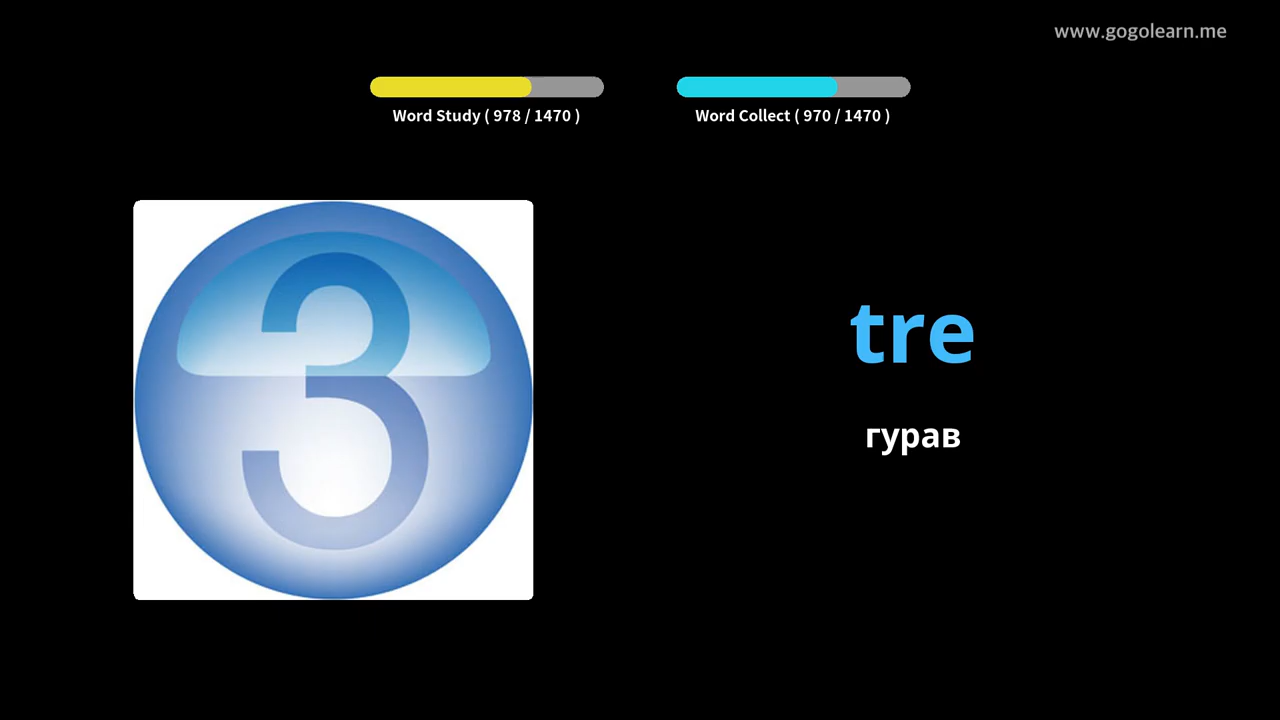 www.gogolearn.me
Word Study ( 978 / 1470 )
Word Collect ( 970 / 1470 )
3
tre
гурав